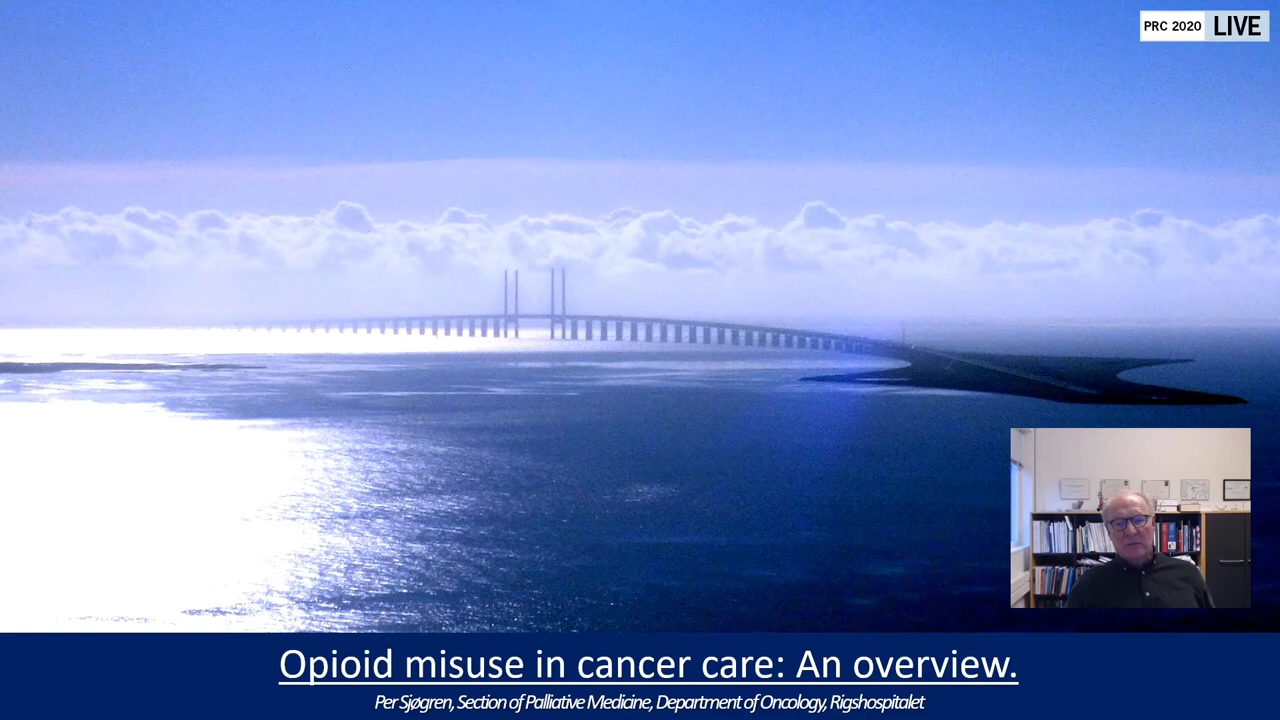 PRC 2020 LIVE
Opioid misuse in cancer care: An overview.
Per Sjøgren, Section of Palliative Medicine, Department of Oncology, Rigshospitalet